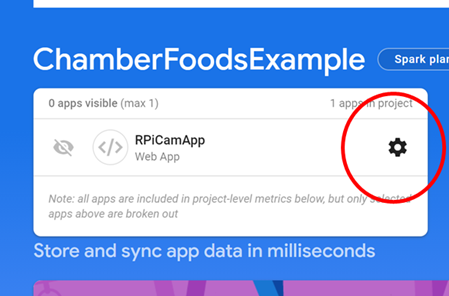 ChamberFoodsExample
Spark plan
0 apps visible (max 1) 1 apps in project
</>
RPiCamApp
Web App
Note: all apps are included in project-level metrics below, but only selected
apps above are broken out
Store and sync app data in milliseconds